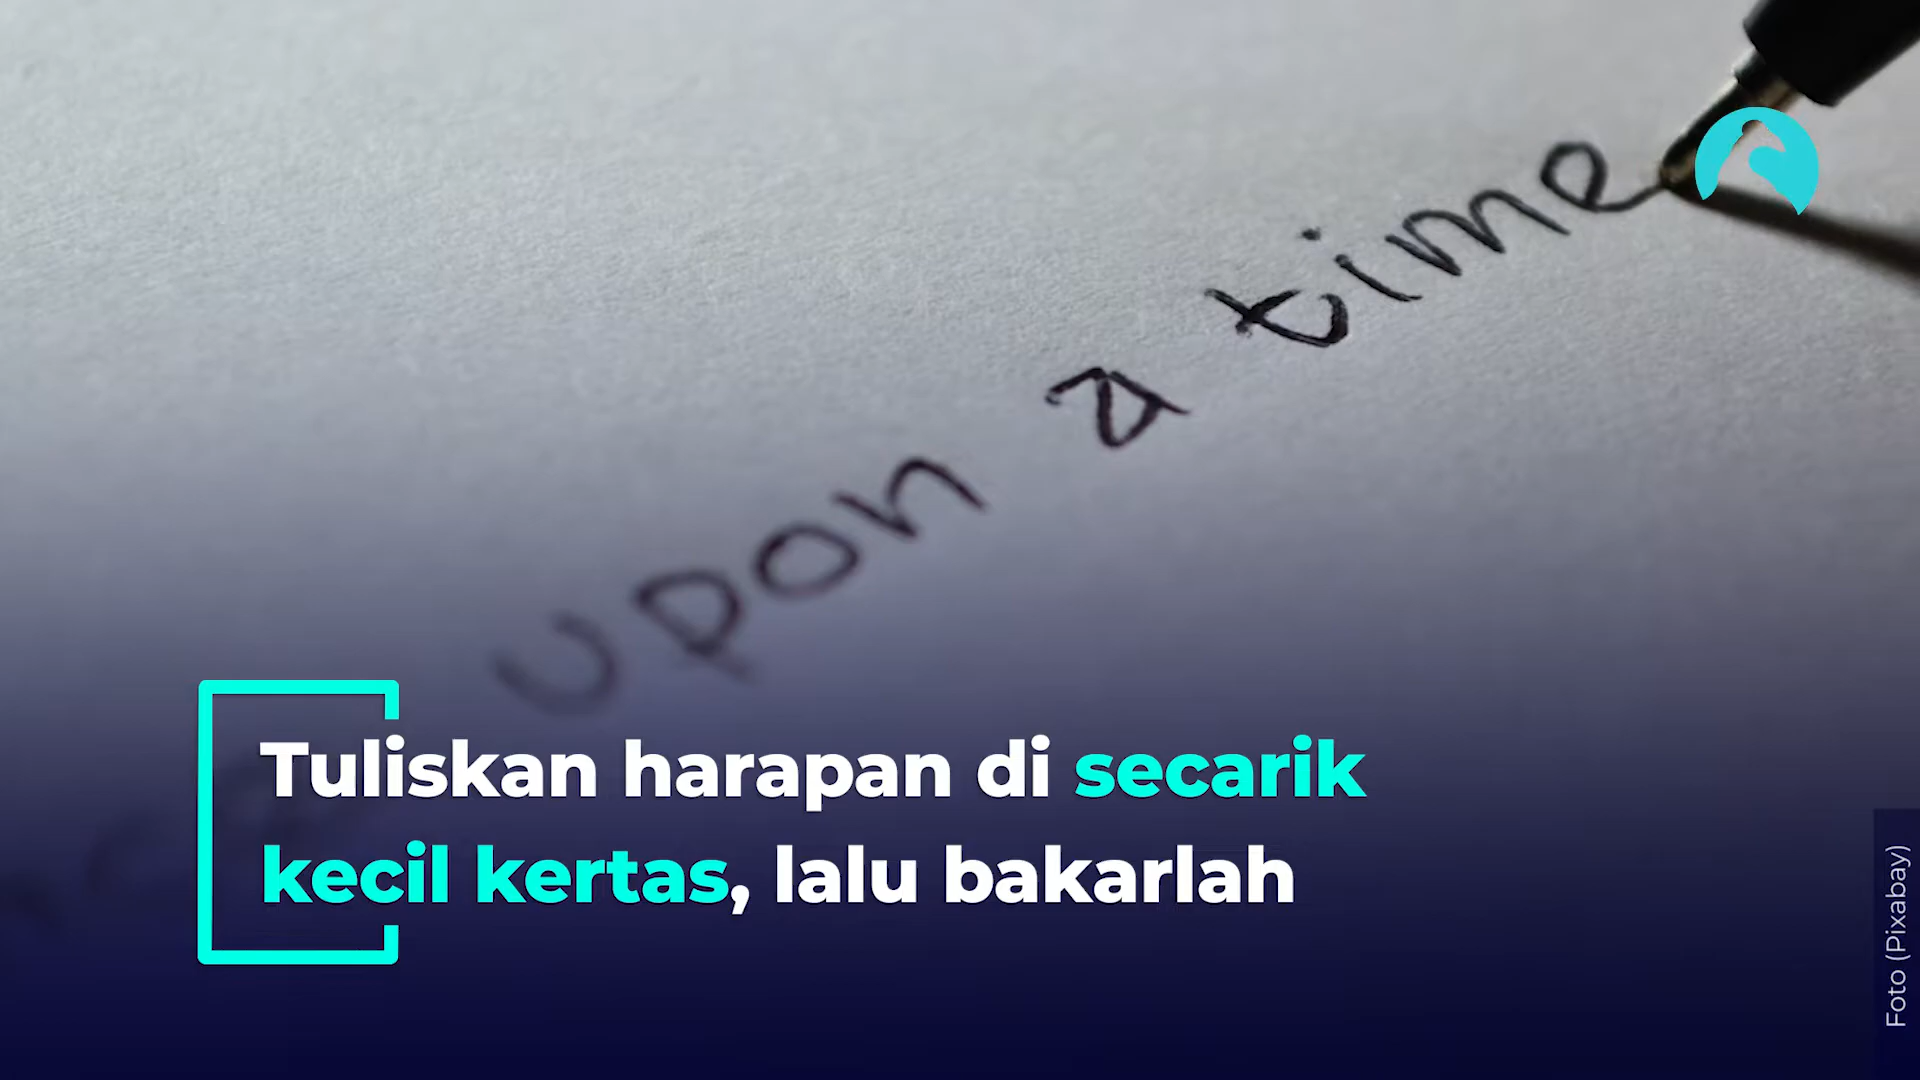 upon a time
Tuliskan harapan di secarik
kecil kertas, lalu bakarlah
Foto (Pixabay)